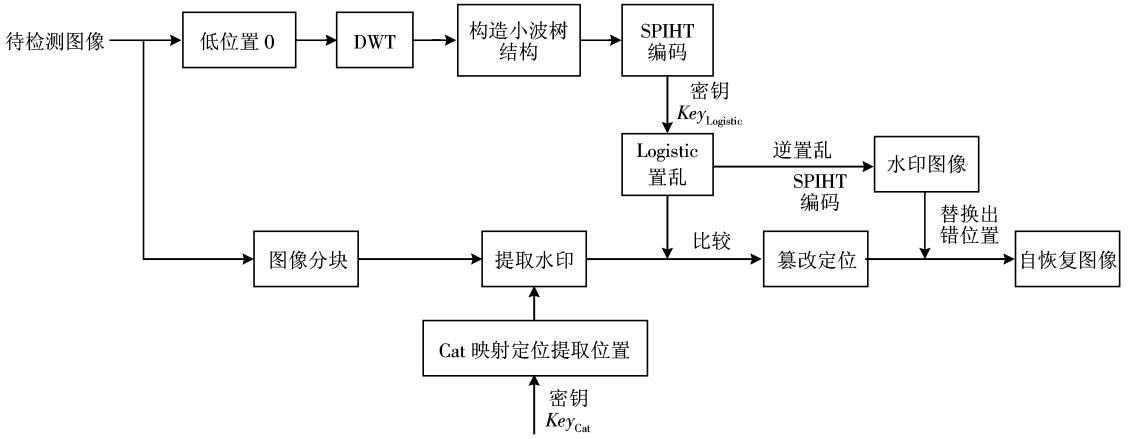 待检测图像
低位置0
DWT
构造小波树
结构
SPIHT
编码
密钥
KeyLogistic
Logistic
置乱
逆置乱
SPIHT
编码
水印图像
替换出
错位置
图像分块
提取水印
比较
篡改定位
自恢复图像
Cat 映射定位提取位置
密钥
KeyCat